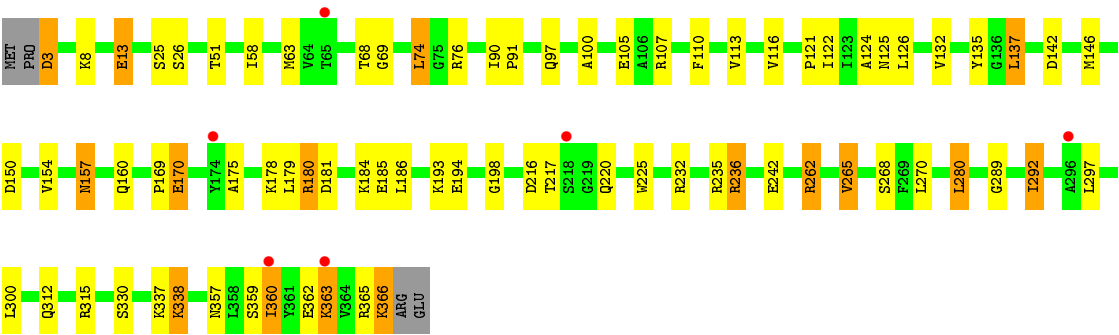 MET PRO D3 K8 E13 S25 S26 T51 I58 M63 V64 T65 T68 G69 L74 G75 R76 I90 P91 Q97 A100 E105 A106 R107 F110 V113 V116 P121 I122 I123 A124 N125 L126 V132 Y135 G136 L137 D142 M146
D150 V154 N157 Q160 P169 E170 Y174 A175 K178 L179 R180 D181 K184 E185 L186 K193 E194 G198 D216 T217 S218 G219 Q220 W225 R232 R235 R236 E242 R262 V265 S268 F269 L270 L280 G289 I292 A296 L297
L300 Q312 R315 S330 K337 K338 N357 L358 S359 I360 Y361 E362 K363 V364 R365 K366 ARG GLU